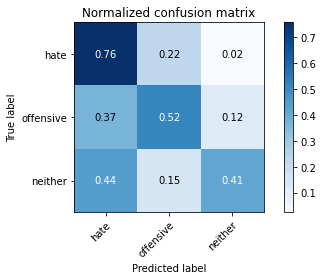 Normalized confusion matrix
True label
hate 0.76 0.22 0.02
offensive 0.37 0.52 0.12
neither 0.44 0.15 0.41
hate offensive neither
Predicted label
0.7
0.6
0.5
0.4
0.3
0.2
0.1